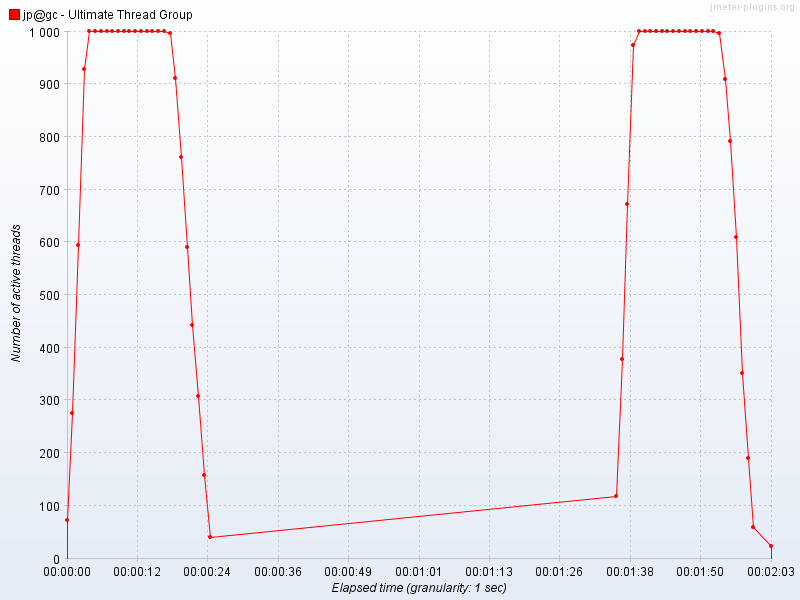 jmeter-plugins.org
jp@gc - Ultimate Thread Group
1 000
900
800
700
600
500
400
300
200
100
0
Number of active threads
00:00:00 00:00:12 00:00:24 00:00:36 00:00:49 00:01:01 00:01:13 00:01:26 00:01:38 00:01:50 00:02:03
Elapsed time (granularity: 1 sec)